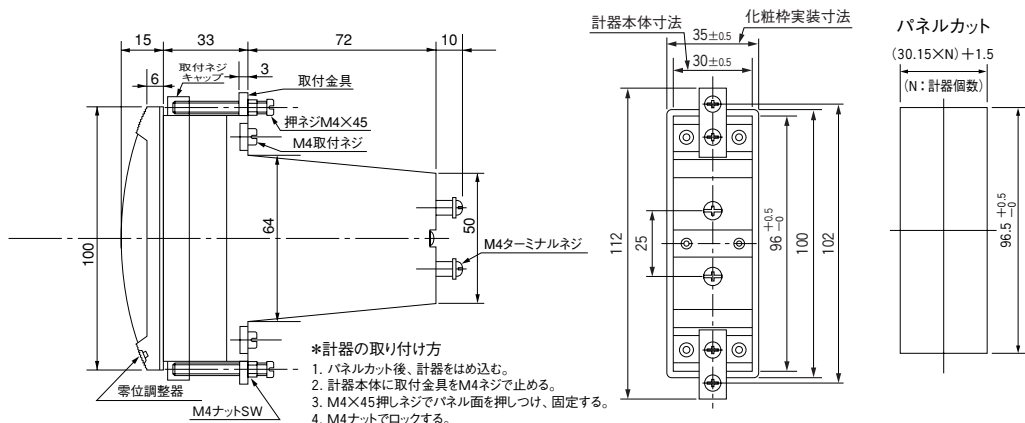 15
33
72
10
6
取付ネジ
キャップ
3
取付金具
押ネジM4×45
M4取付ネジ
100
64
50
M4ターミナルネジ
零位調整器
M4ナットSW
*計器の取り付け方
1. パネルカット後、計器をはめ込む。
2. 計器本体に取付金具をM4ネジで止める。
3. M4×45押しネジでパネル面を押しつけ、固定する。
4. M4ナットでロックする。
計器本体寸法
化粧枠実装寸法
35±0.5
30±0.5
112
25
96 +0.5 −0
100
102
パネルカット
(30.15×N)+1.5
(N:計器個数)
96.5 +0.5 −0